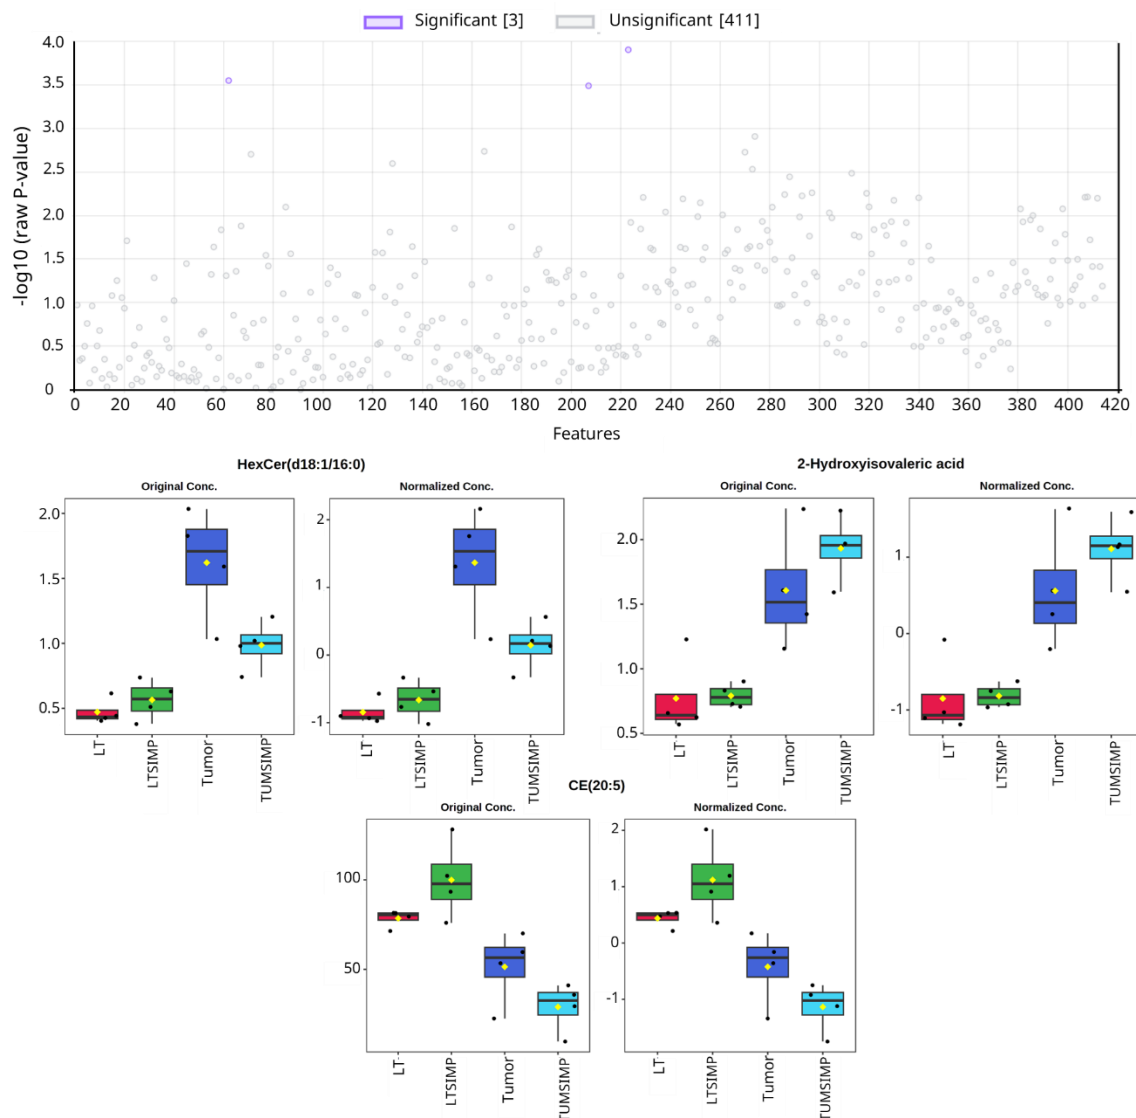 Significant [3] Unsignificant [411]
4.0
3.5
3.0
2.5
2.0
1.5
1.0
0.5
0
-log10 (raw P-value)
0 20 40 60 80 100 120 140 160 180 200 220 240 260 280 300 320 340 360 380 400 420
Features
HexCer(d18:1/16:0)
Original Conc. Normalized Conc.
2.0
1.5
1.0
0.5
2
1
0
-1
LT LTSIMP Tumor TUMSIMP
LT LTSIMP Tumor TUMSIMP
2-Hydroxyisovaleric acid
Original Conc. Normalized Conc.
2.0
1.5
1.0
0.5
1
0
-1
LT LTSIMP Tumor TUMSIMP
LT LTSIMP Tumor TUMSIMP
CE(20:5)
Original Conc. Normalized Conc.
100
50
2
1
0
-1
LT LTSIMP Tumor TUMSIMP
LT LTSIMP Tumor TUMSIMP